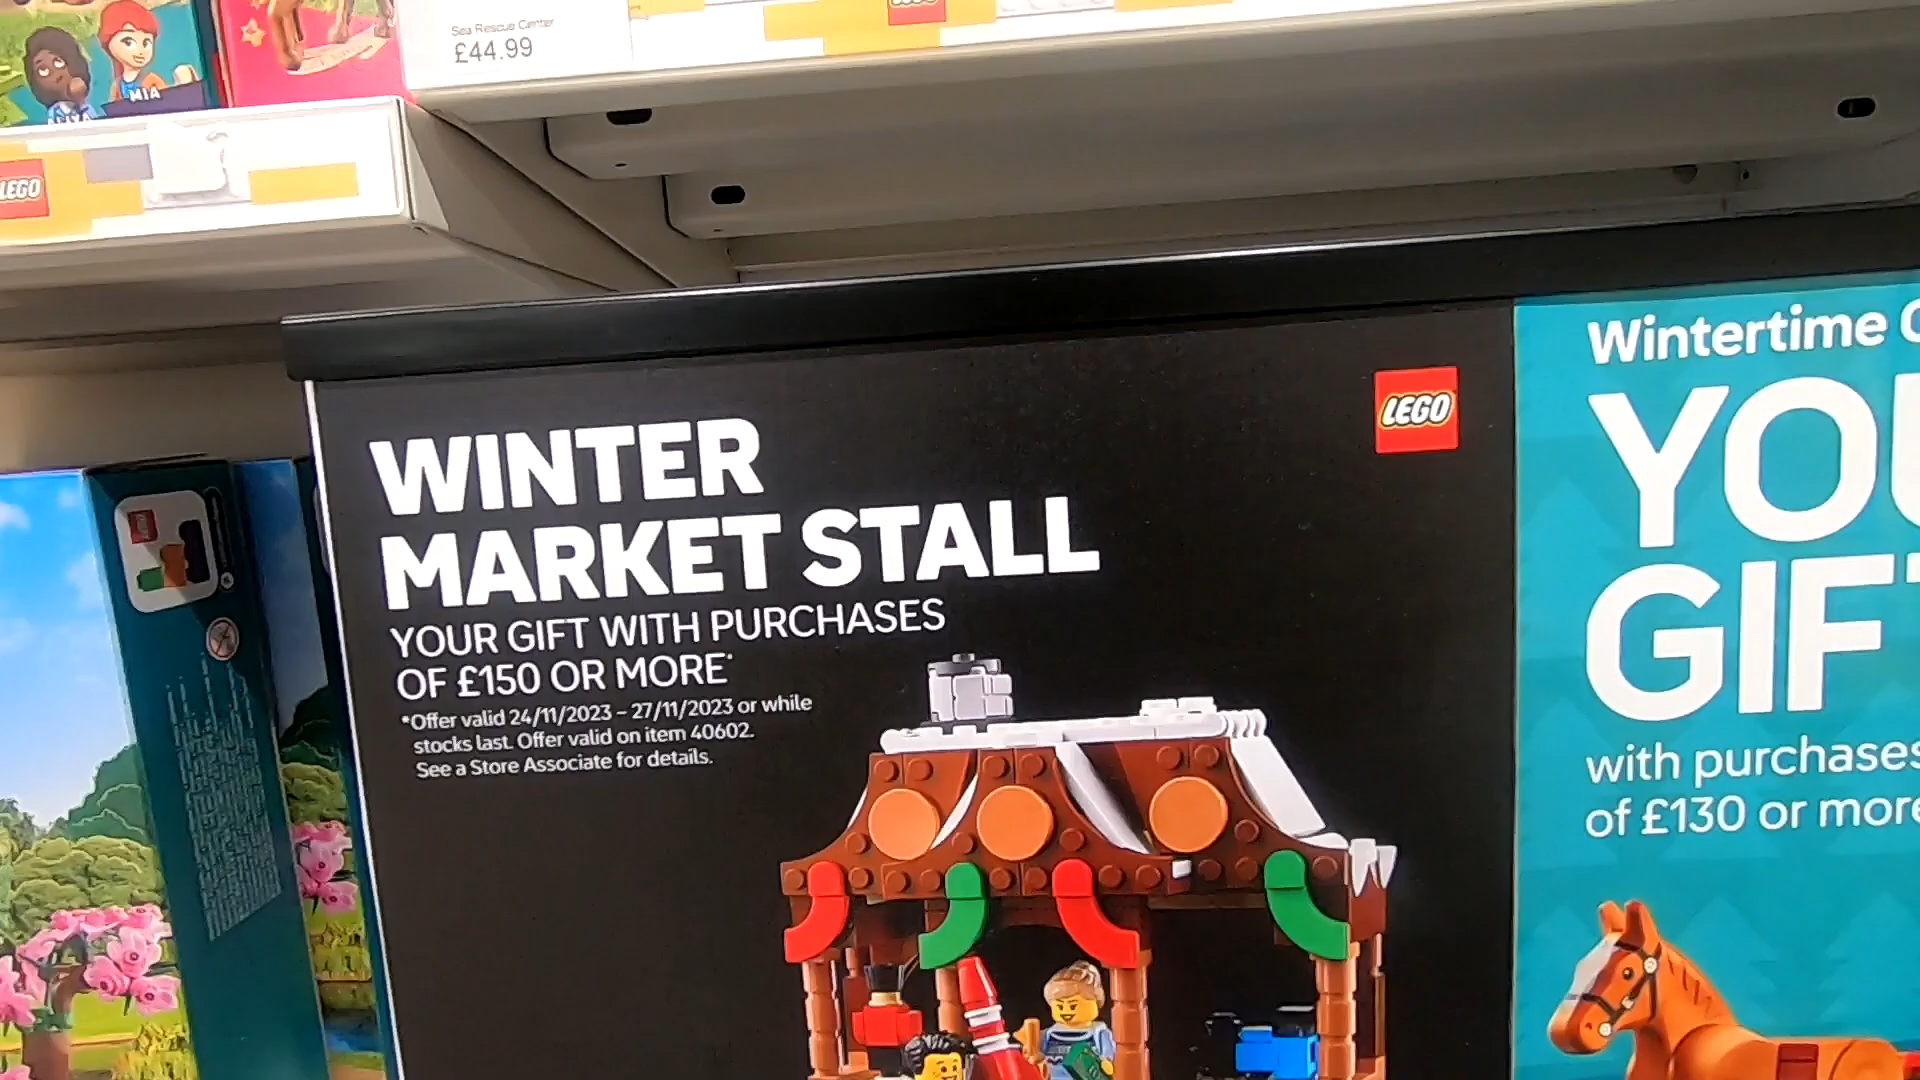 Sea Rescue Center
£44.99
MIA
LEGO
LEGO
WINTER
MARKET STALL
YOUR GIFT WITH PURCHASES
OF £150 OR MORE*
*Offer valid 24/11/2023 – 27/11/2023 or while
stocks last. Offer valid on item 40602.
See a Store Associate for details.
Wintertime
YOU
GIF
with purchases
of £130 or more